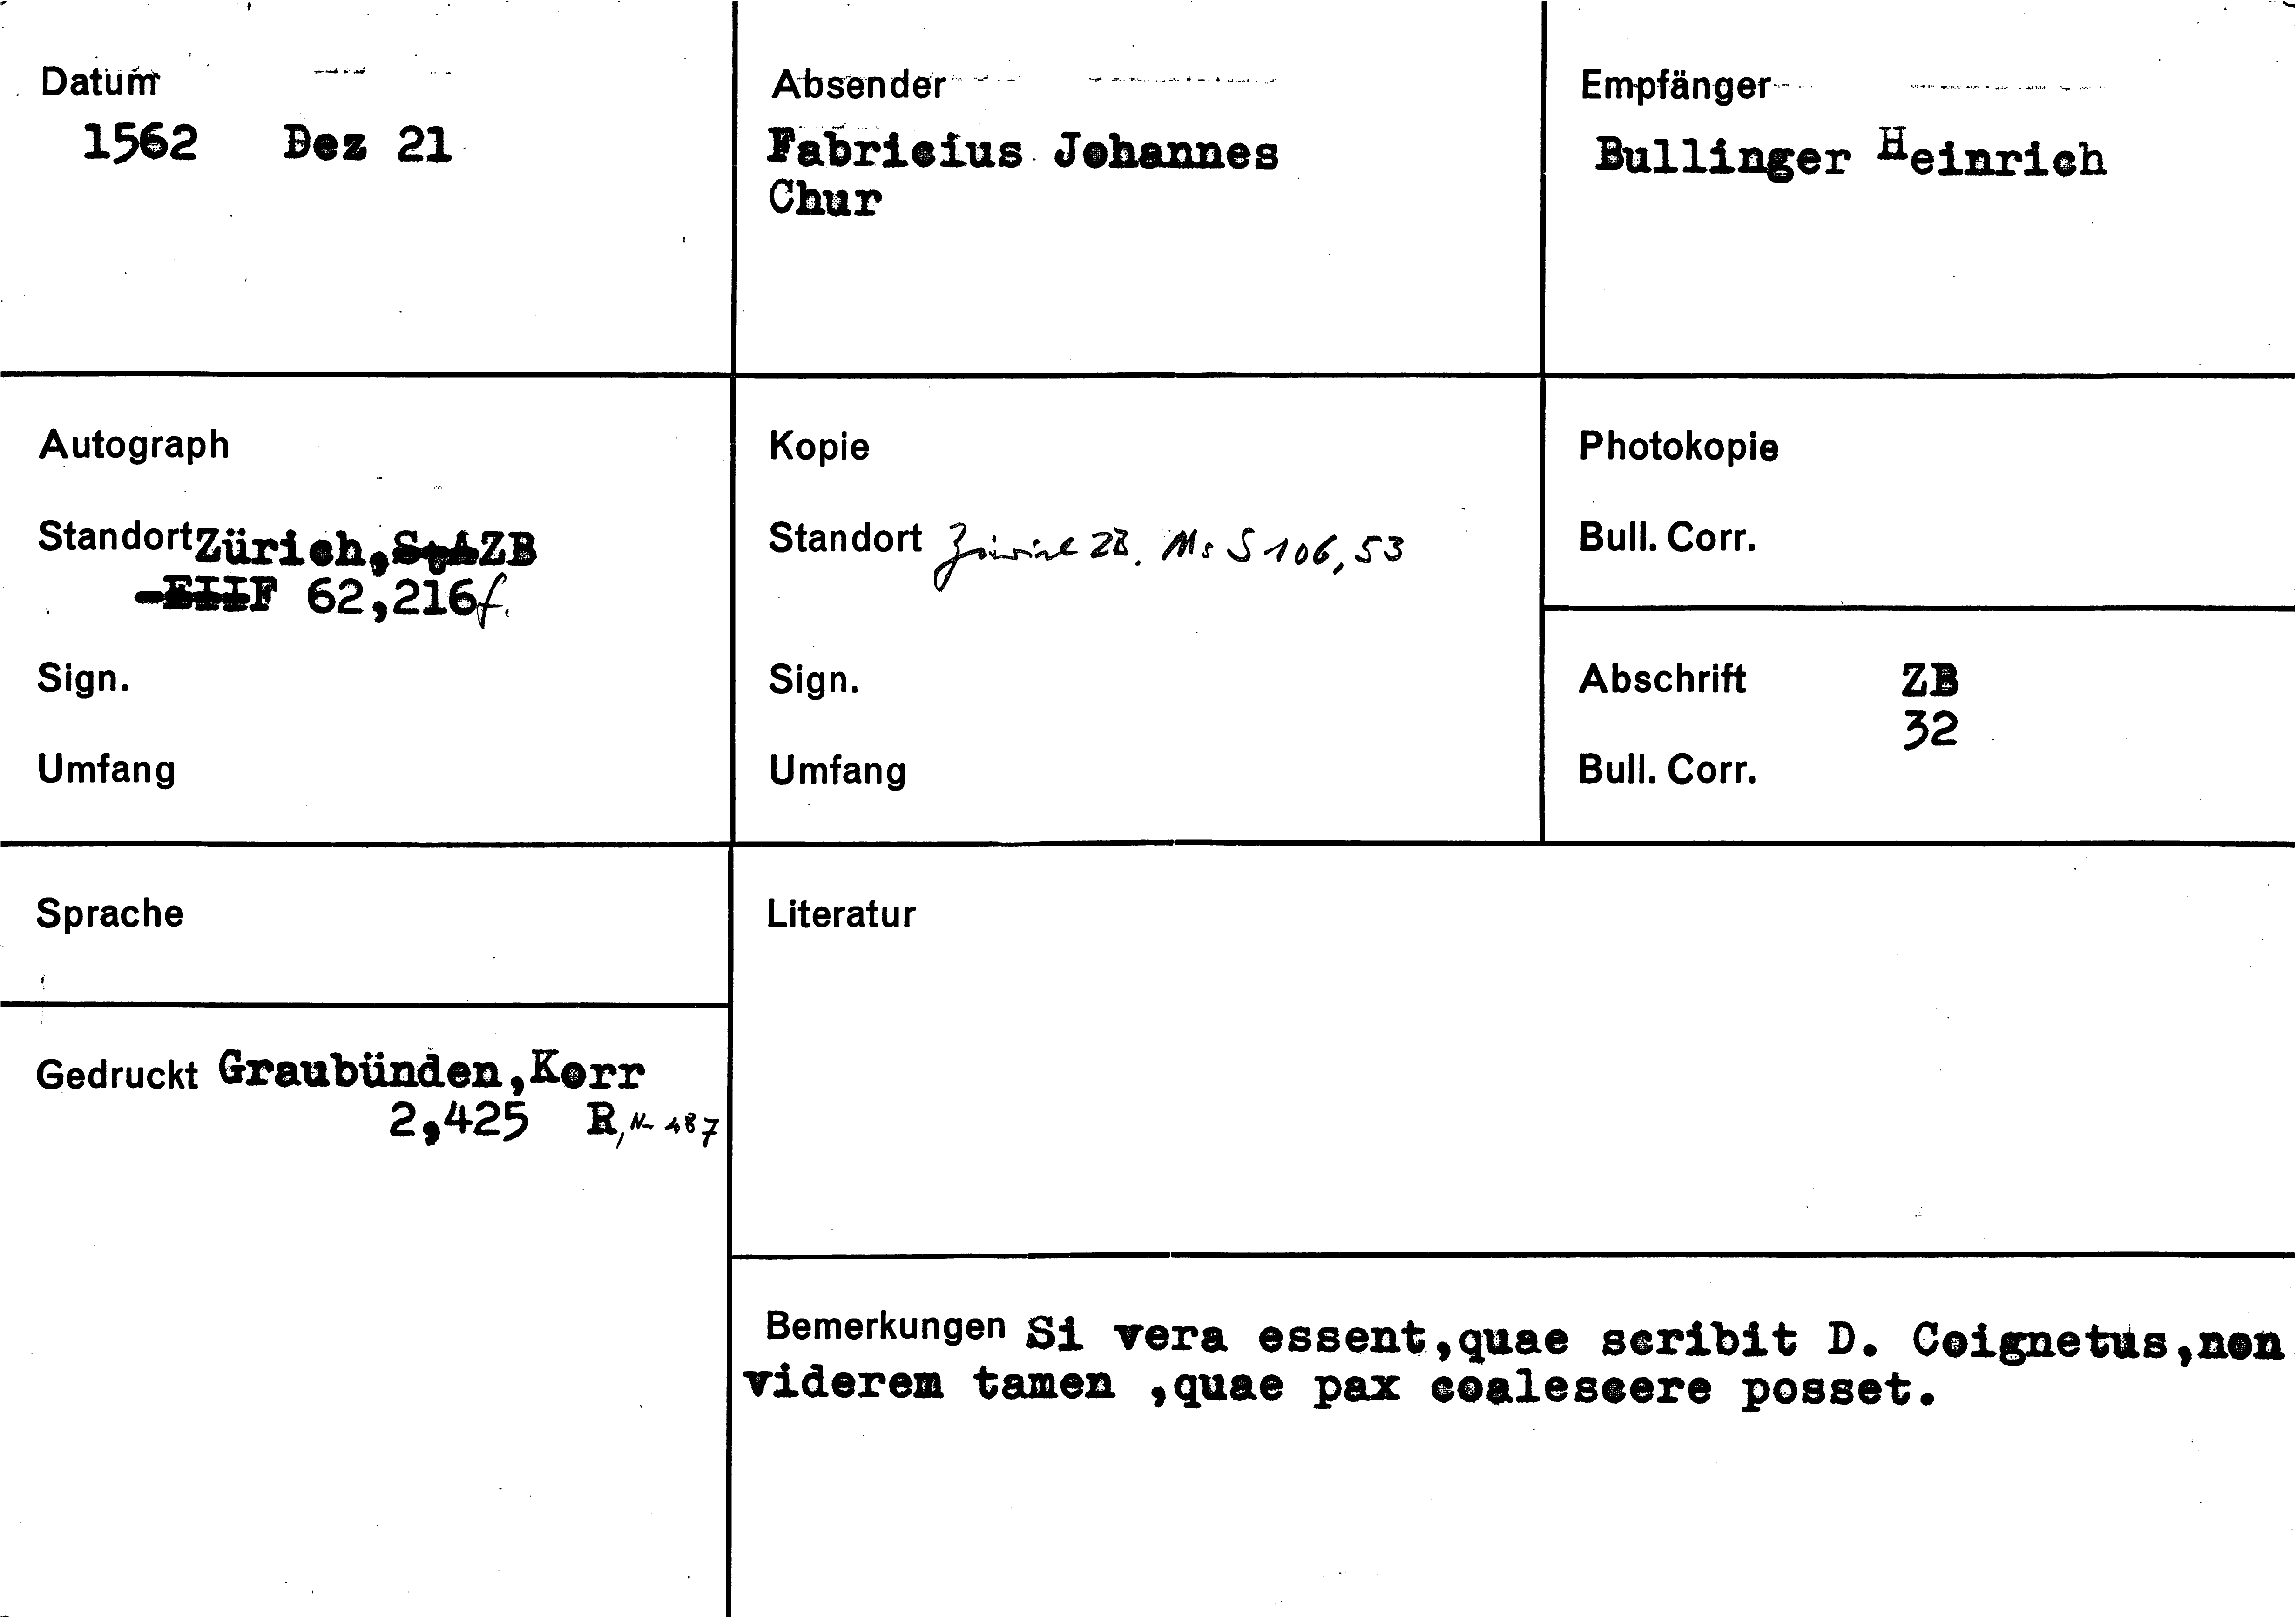 Datum
1562 Dez 21
Absender
Fabricius Johannes
Chur
Empfänger
Bullinger Heinrich
Autograph
Standort Zürich, StA ZB
EII F 62,216f.
Sign.
Umfang
Kopie
Standort Zürich ZB. Ms S 106, 53
Sign.
Umfang
Photokopie
Bull. Corr.
Abschrift ZB
32
Bull. Corr.
Sprache
Gedruckt Graubünden,Korr
2,425 R, Nr 487
Literatur
Bemerkungen Si vera essent,quae scribit D. Coignetus,non
viderem tamen ,quae pax coalescere posset.